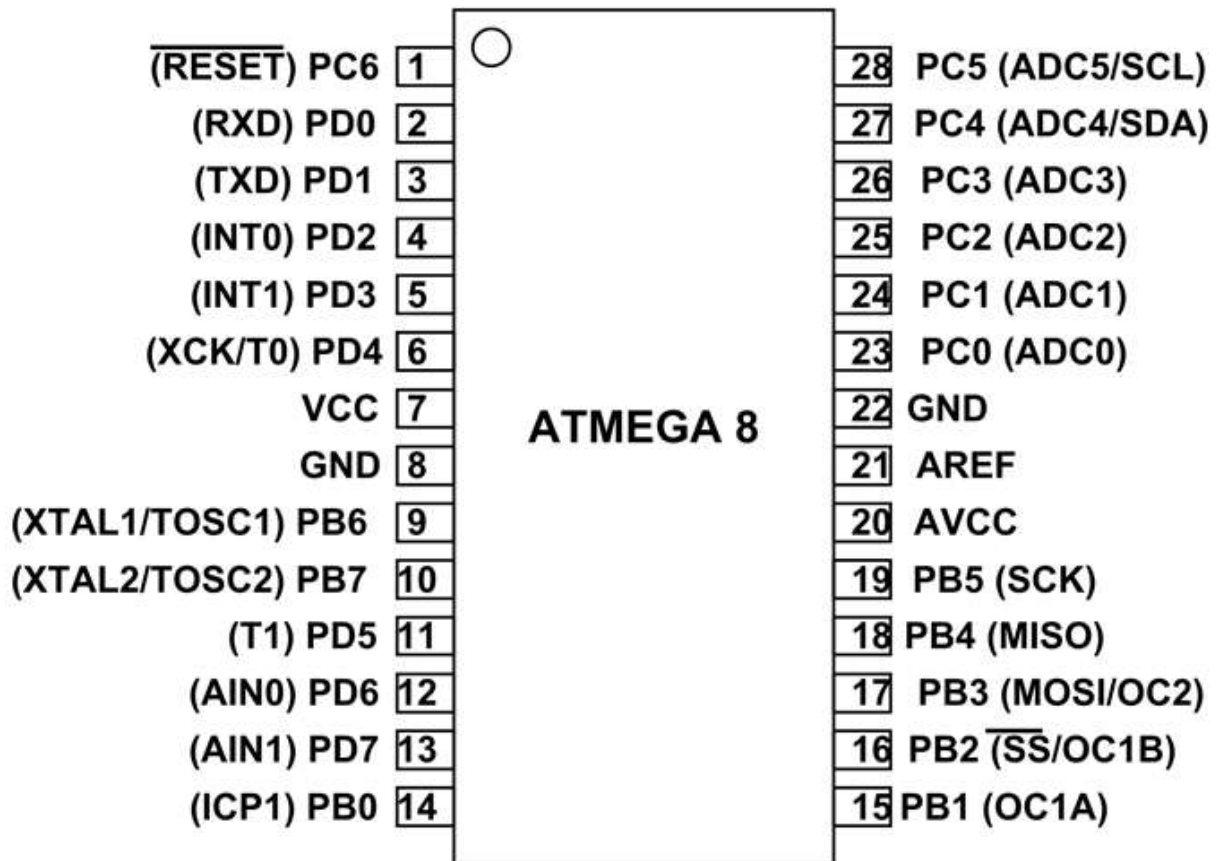 (RESET) PC6 1
(RXD) PD0 2
(TXD) PD1 3
(INT0) PD2 4
(INT1) PD3 5
(XCK/T0) PD4 6
VCC 7
GND 8
(XTAL1/TOSC1) PB6 9
(XTAL2/TOSC2) PB7 10
(T1) PD5 11
(AIN0) PD6 12
(AIN1) PD7 13
(ICP1) PB0 14
ATMEGA 8
28 PC5 (ADC5/SCL)
27 PC4 (ADC4/SDA)
26 PC3 (ADC3)
25 PC2 (ADC2)
24 PC1 (ADC1)
23 PC0 (ADC0)
22 GND
21 AREF
20 AVCC
19 PB5 (SCK)
18 PB4 (MISO)
17 PB3 (MOSI/OC2)
16 PB2 (SS/OC1B)
15 PB1 (OC1A)